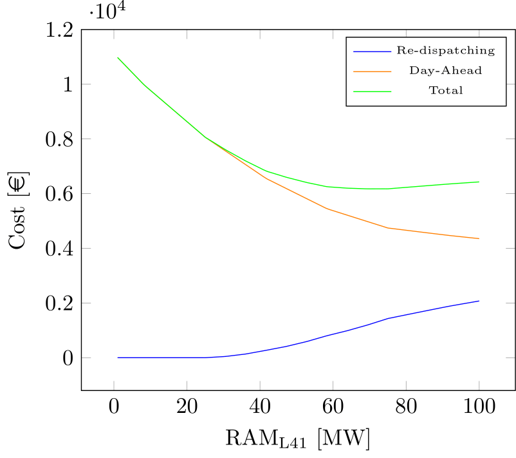 ·10⁴
1.2
1
0.8
0.6
0.4
0.2
0
0 20 40 60 80 100
Cost [€]
RAM_L41 [MW]
Re-dispatching
Day-Ahead
Total